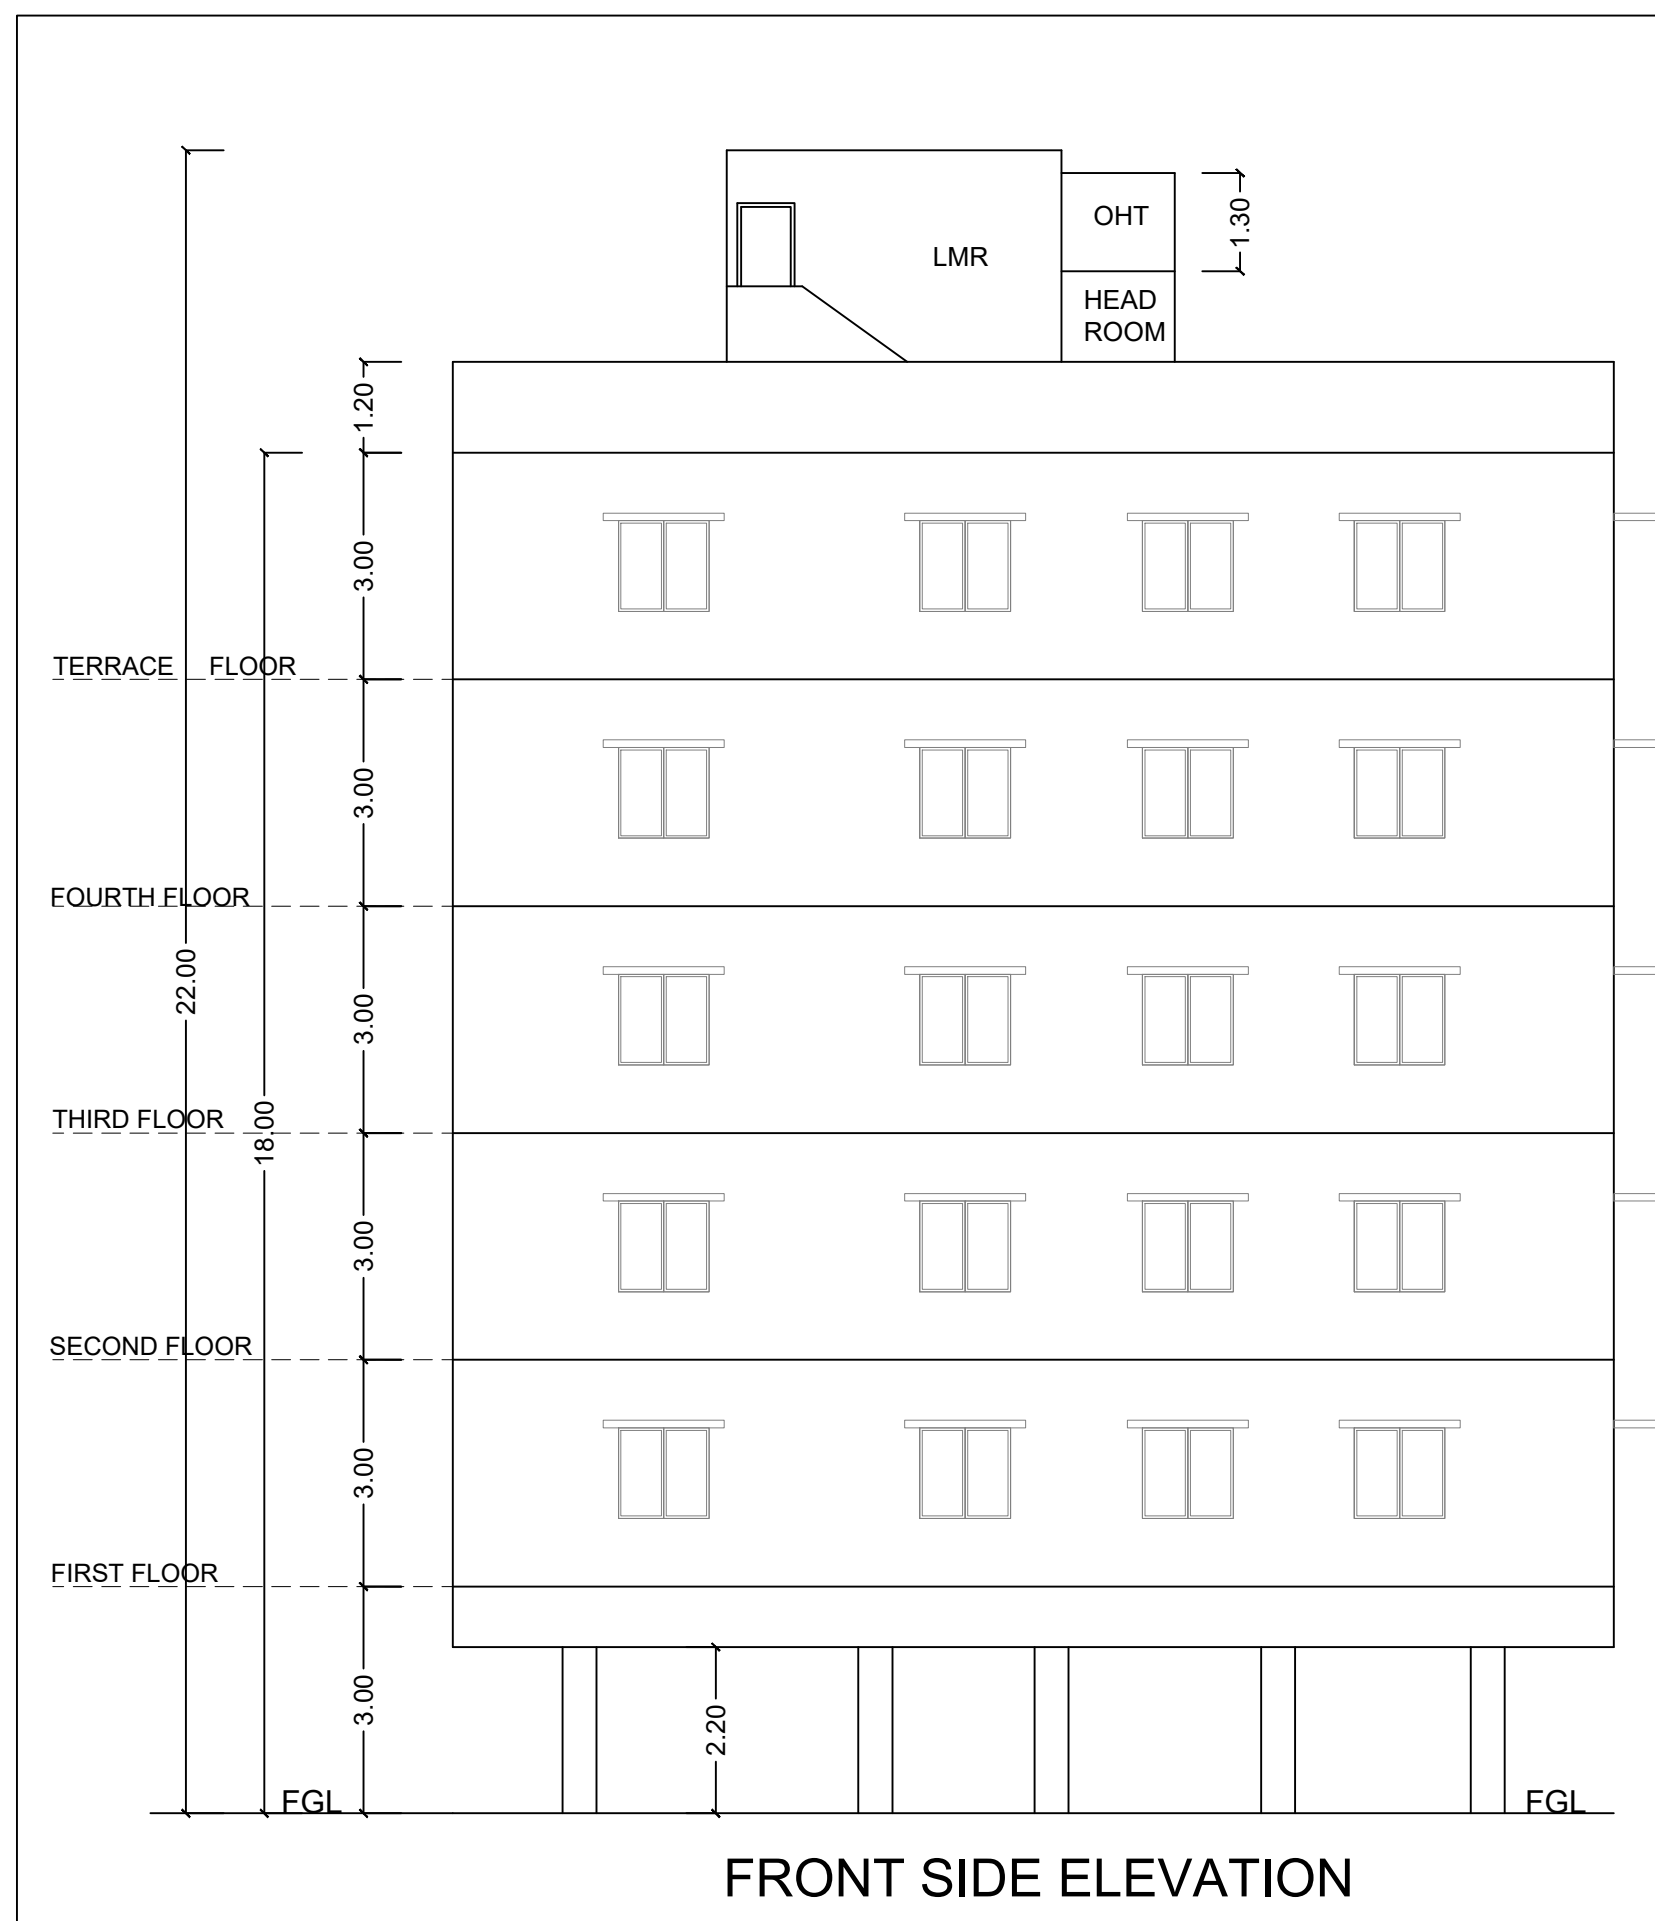 OHT
1.30
LMR
HEAD
ROOM
1.20
3.00
TERRACE FLOOR
3.00
FOURTH FLOOR
22.00
3.00
THIRD FLOOR
18.00
3.00
SECOND FLOOR
3.00
FIRST FLOOR
3.00
2.20
FGL
FGL
FRONT SIDE ELEVATION